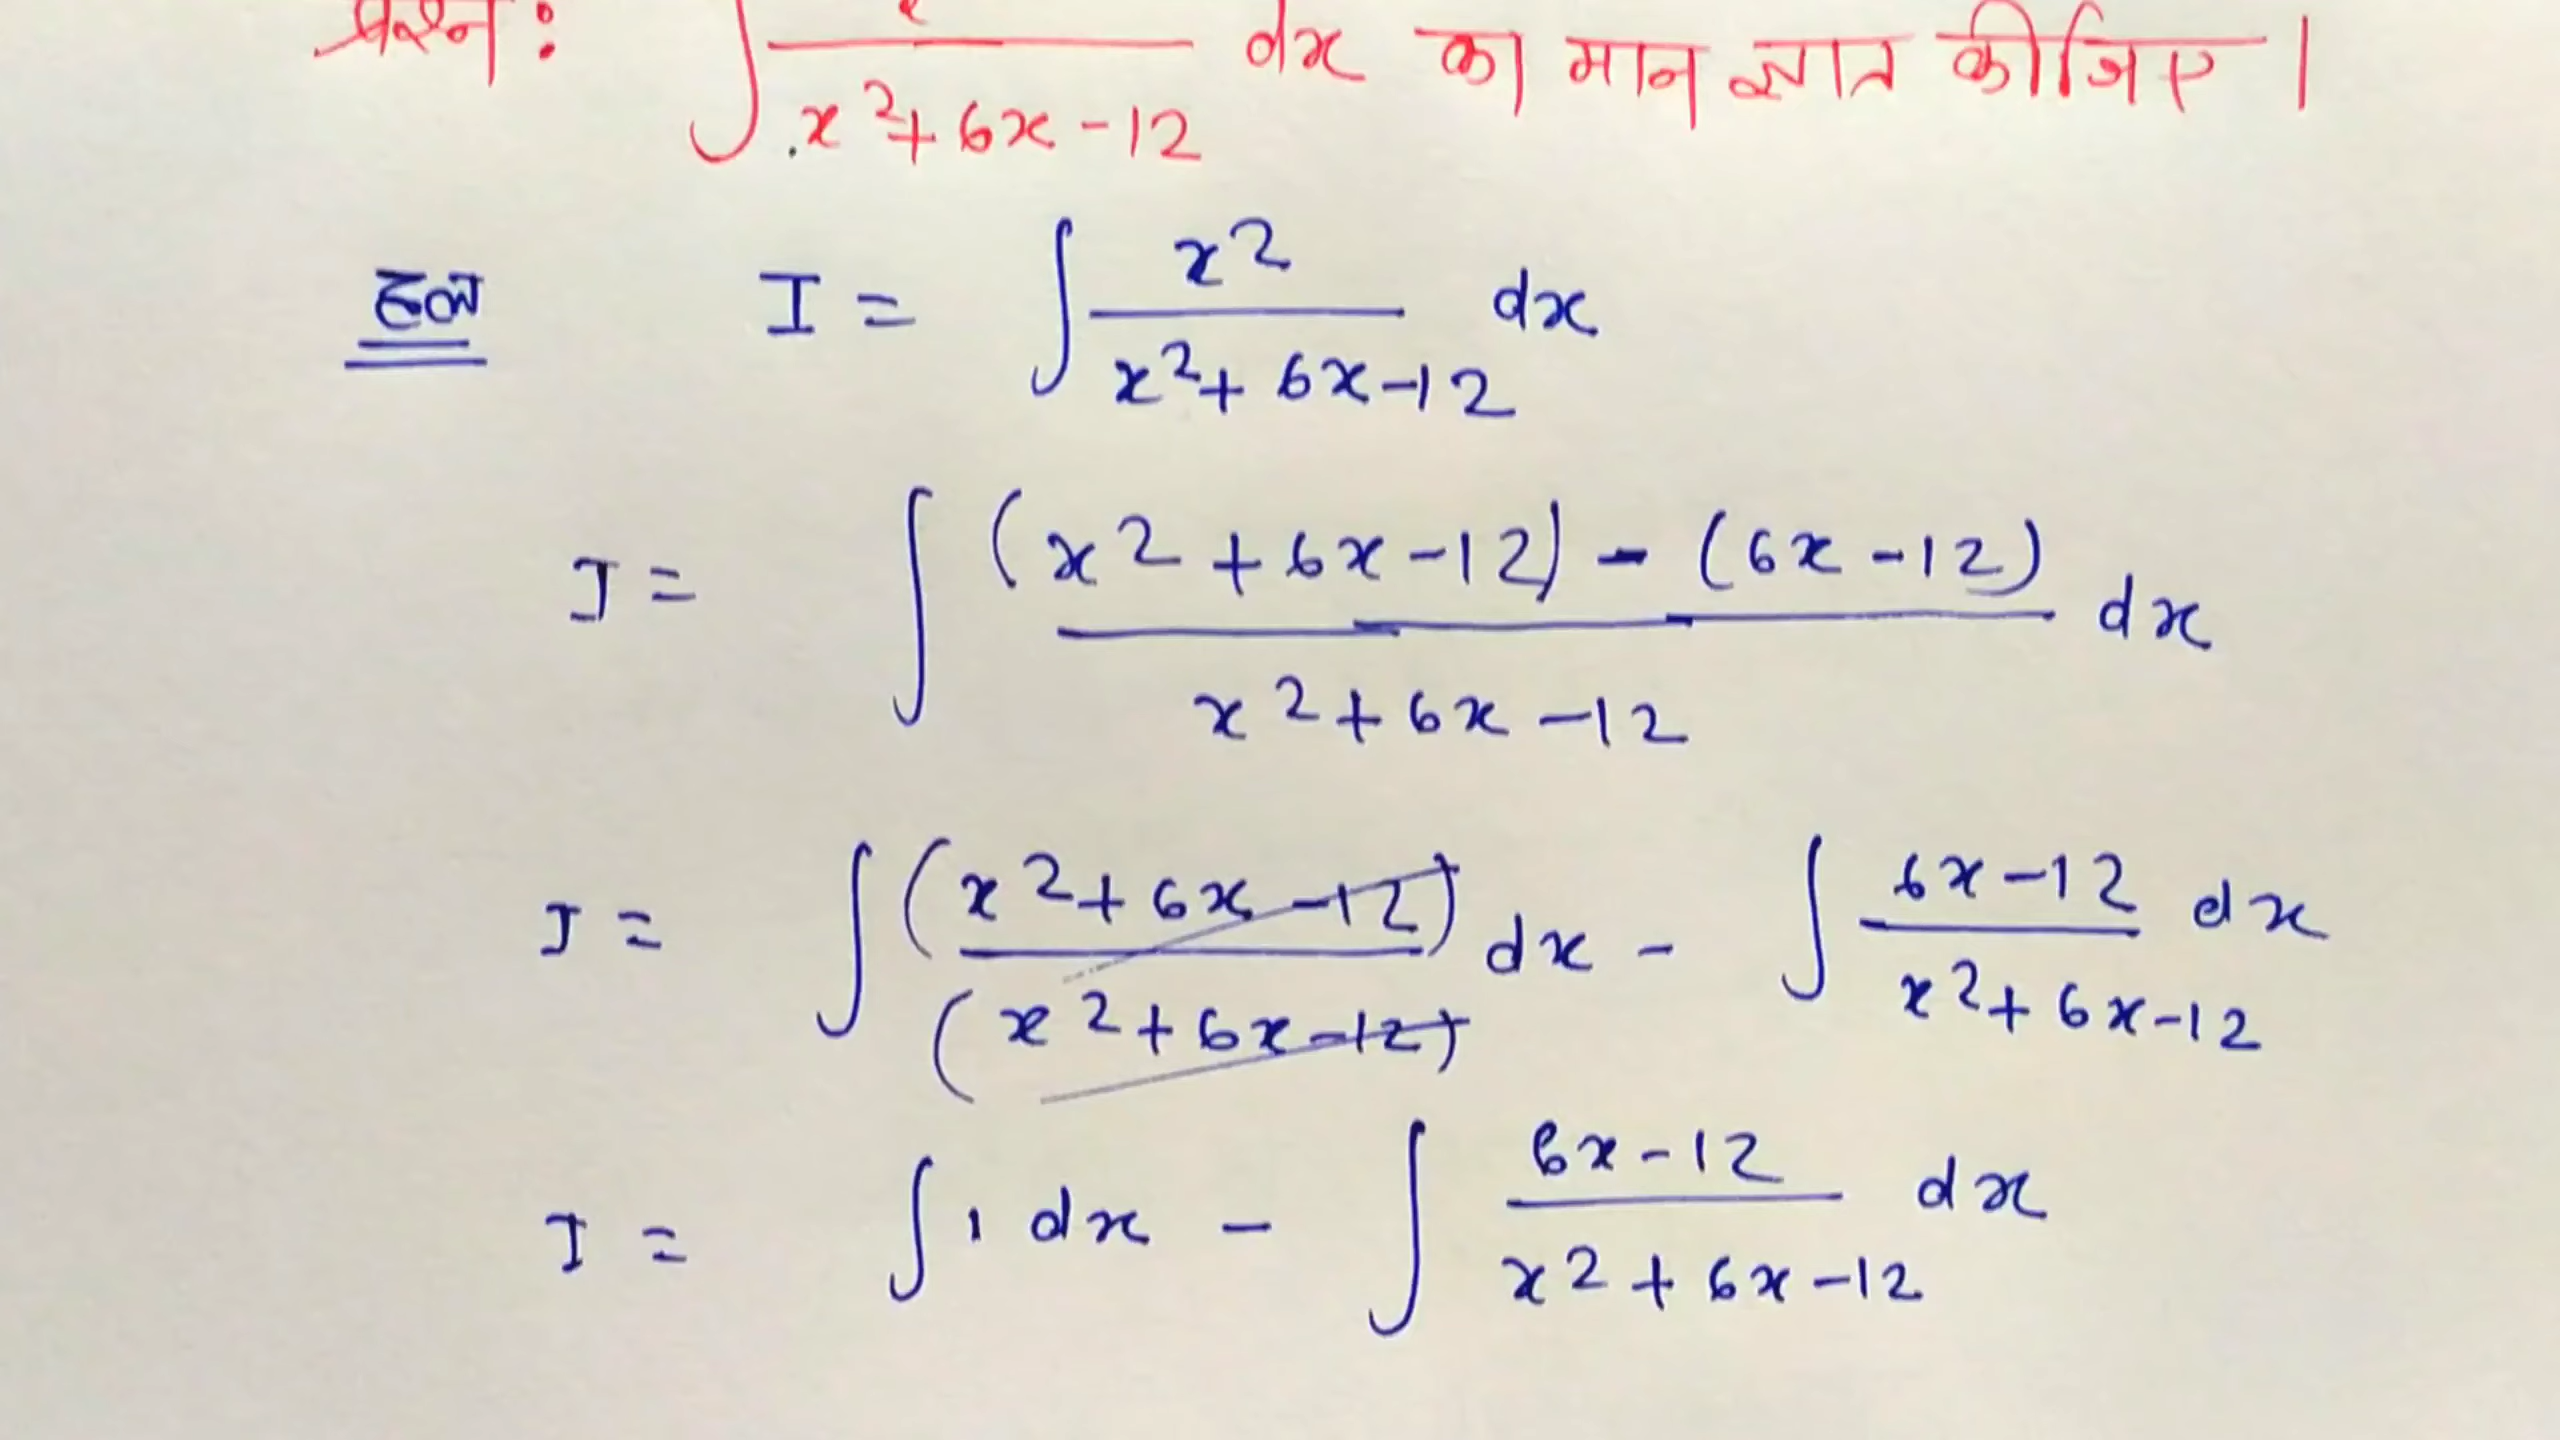 प्रश्न: ∫ ‾/(x²+6x-12) dx का मान ज्ञात कीजिए।
हल I = ∫ x²/(x²+6x-12) dx
I = ∫ ((x²+6x-12) - (6x-12))/(x²+6x-12) dx
I = ∫ (x²+6x-12)/(x²+6x-12) dx - ∫ (6x-12)/(x²+6x-12) dx
I = ∫ 1 dx - ∫ (6x-12)/(x²+6x-12) dx